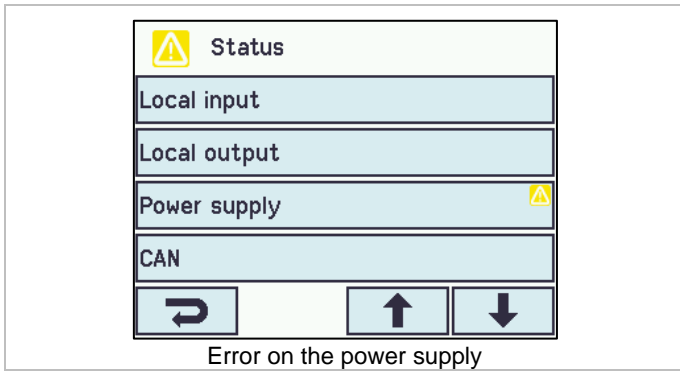 Status
Local input
Local output
Power supply
CAN
Error on the power supply